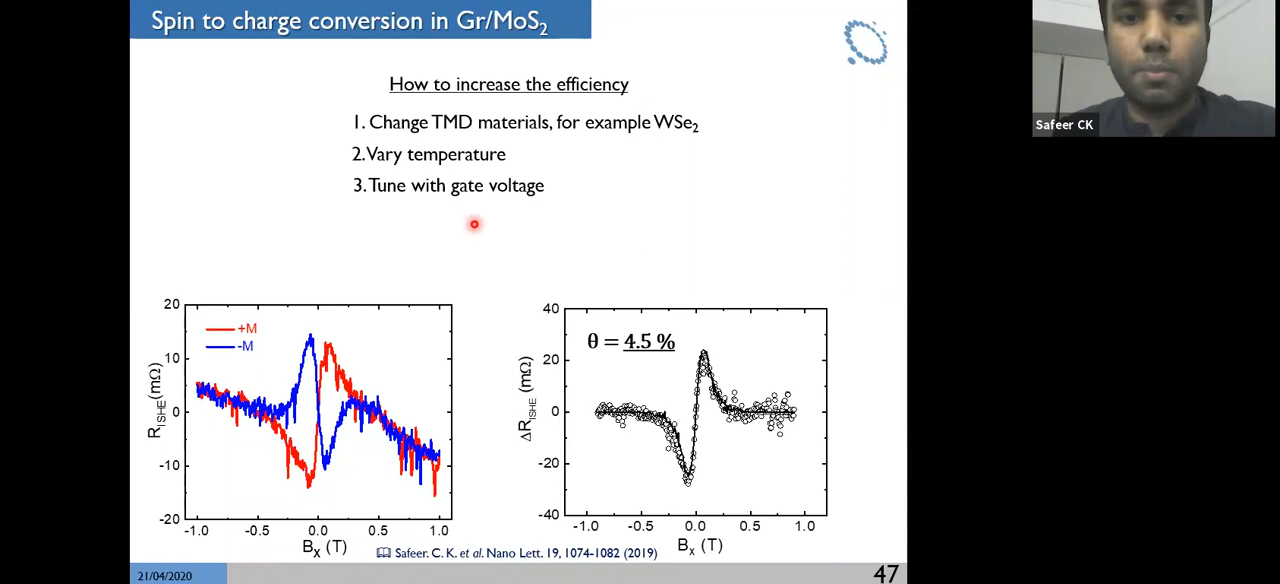 Spin to charge conversion in Gr/MoS₂
Safeer CK
How to increase the efficiency
1. Change TMD materials, for example WSe₂
2. Vary temperature
3. Tune with gate voltage
20
10
0
-10
-20
-1.0 -0.5 0.0 0.5 1.0
+M
-M
R_ISHE (mΩ)
Bₓ (T)
40
20
0
-20
-40
-1.0 -0.5 0.0 0.5 1.0
θ = 4.5 %
ΔR_ISHE (mΩ)
Bₓ (T)
Safeer. C. K. et al. Nano Lett. 19, 1074-1082 (2019)
21/04/2020
47